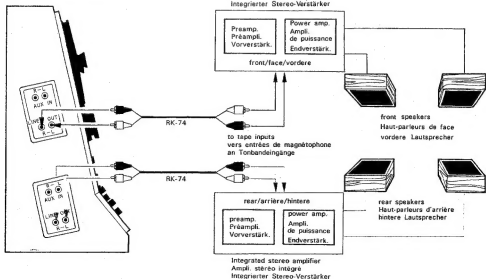 Integrierter Stereo-Verstärker
Preamp.
Préampli.
Vorverstärk.
Power amp.
Ampli.
de puissance
Endverstärk.
front/face/vordere
R-L
AUX IN
LINE OUT
R-L
RK-74
to tape inputs
vers entrées de magnétophone
an Tonbandeingänge
front speakers
Haut-parleurs de face
vordere Lautsprecher
R-L
AUX IN
LINE OUT
R-L
RK-74
rear/arrière/hintere
preamp.
Préampli.
Vorverstärk.
power amp.
Ampli.
de puissance
Endverstärk.
rear speakers
Haut-parleurs d'arrière
hintere Lautsprecher
Integrated stereo amplifier
Ampli. stéréo intégré
Integrierter Stereo-Verstärker